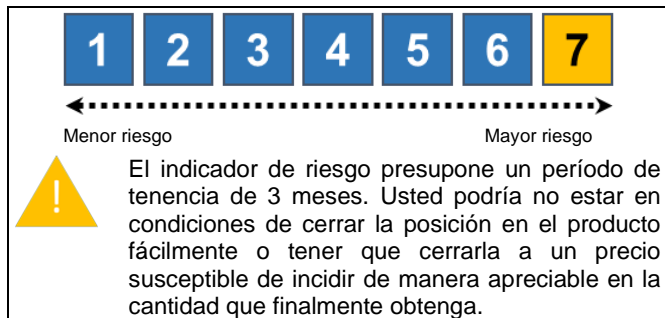 1 2 3 4 5 6 7
Menor riesgo Mayor riesgo
!
El indicador de riesgo presupone un período de
tenencia de 3 meses. Usted podría no estar en
condiciones de cerrar la posición en el producto
fácilmente o tener que cerrarla a un precio
susceptible de incidir de manera apreciable en la
cantidad que finalmente obtenga.